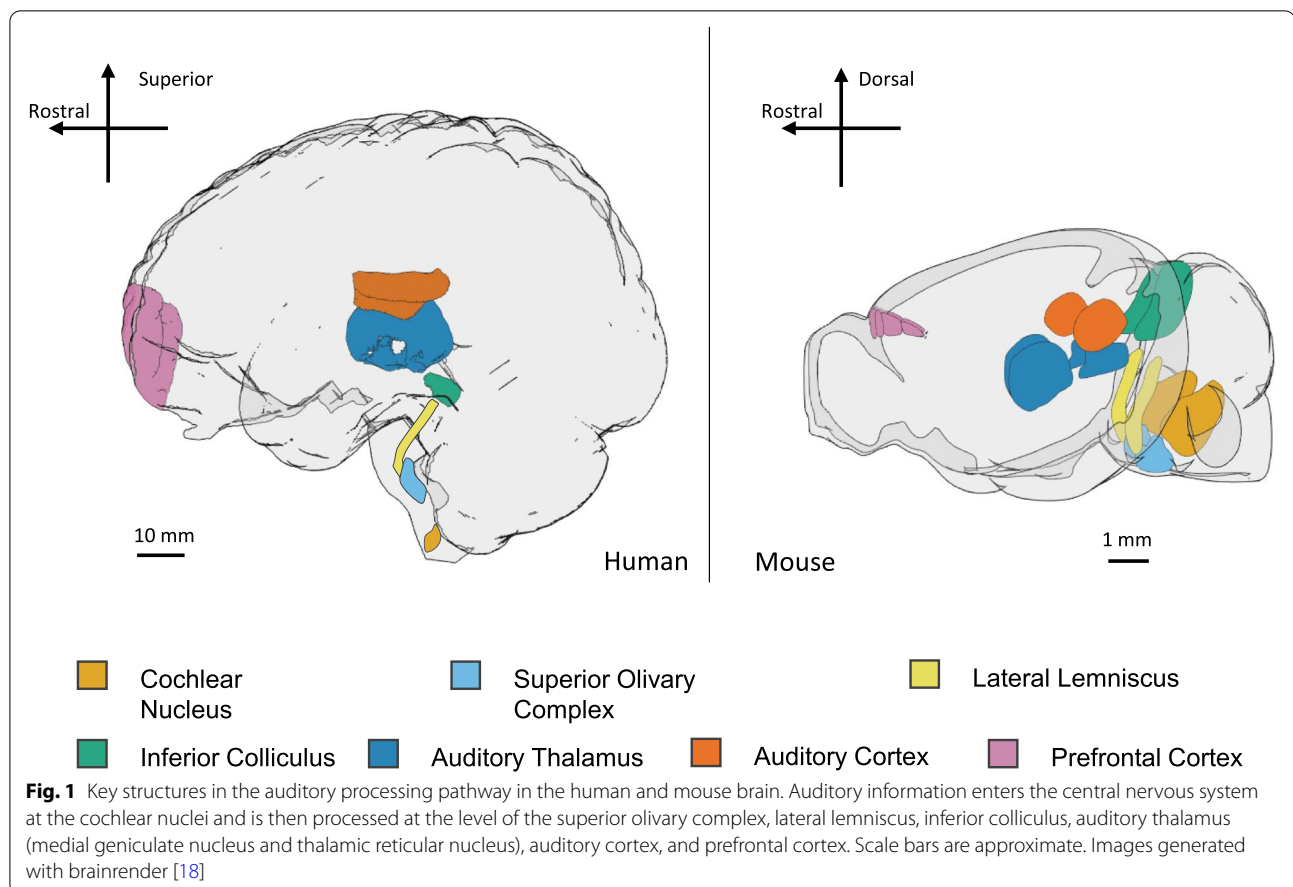 Superior
Rostral
Dorsal
Rostral
10 mm
Human
Mouse
1 mm
Cochlear
Nucleus
Superior Olivary
Complex
Lateral Lemniscus
Inferior Colliculus
Auditory Thalamus
Auditory Cortex
Prefrontal Cortex
Fig. 1 Key structures in the auditory processing pathway in the human and mouse brain. Auditory information enters the central nervous system
at the cochlear nuclei and is then processed at the level of the superior olivary complex, lateral lemniscus, inferior colliculus, auditory thalamus
(medial geniculate nucleus and thalamic reticular nucleus), auditory cortex, and prefrontal cortex. Scale bars are approximate. Images generated
with brainrender [18]